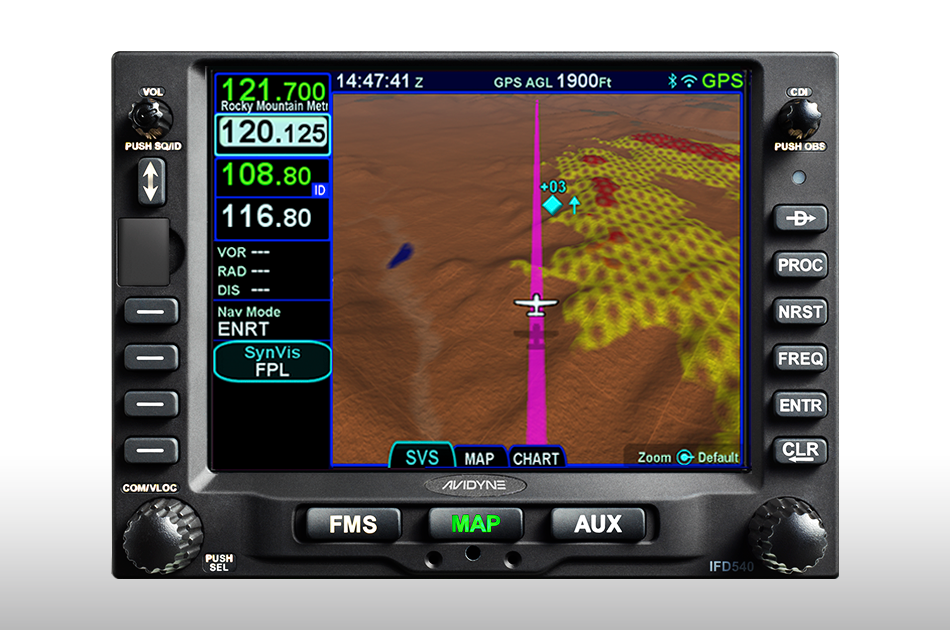 VOL
PUSH SQ/ID
COM/VLOC
PUSH
SEL
121.700
Rocky Mountain Metr
120.125
108.80
ID
116.80
VOR ---
RAD ---
DIS ---
Nav Mode
ENRT
SynVis
FPL
14:47:41 Z
GPS AGL 1900Ft
GPS
+03
SVS
MAP
CHART
Zoom Default
AVIDYNE
FMS
MAP
AUX
CDI
PUSH OBS
D
PROC
NRST
FREQ
ENTR
CLR
IFD540